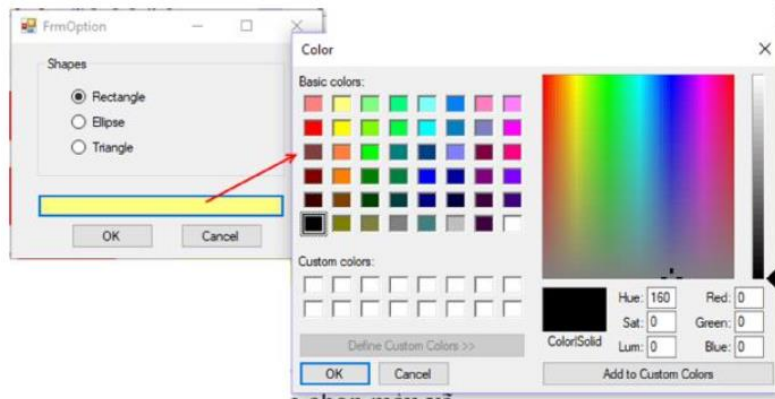 FrmOption
Shapes
Rectangle
Ellipse
Triangle
OK Cancel
Color
Basic colors:
Custom colors:
Define Custom Colors >>
OK Cancel
Color|Solid
Hue: 160 Red: 0
Sat: 0 Green: 0
Lum: 0 Blue: 0
Add to Custom Colors